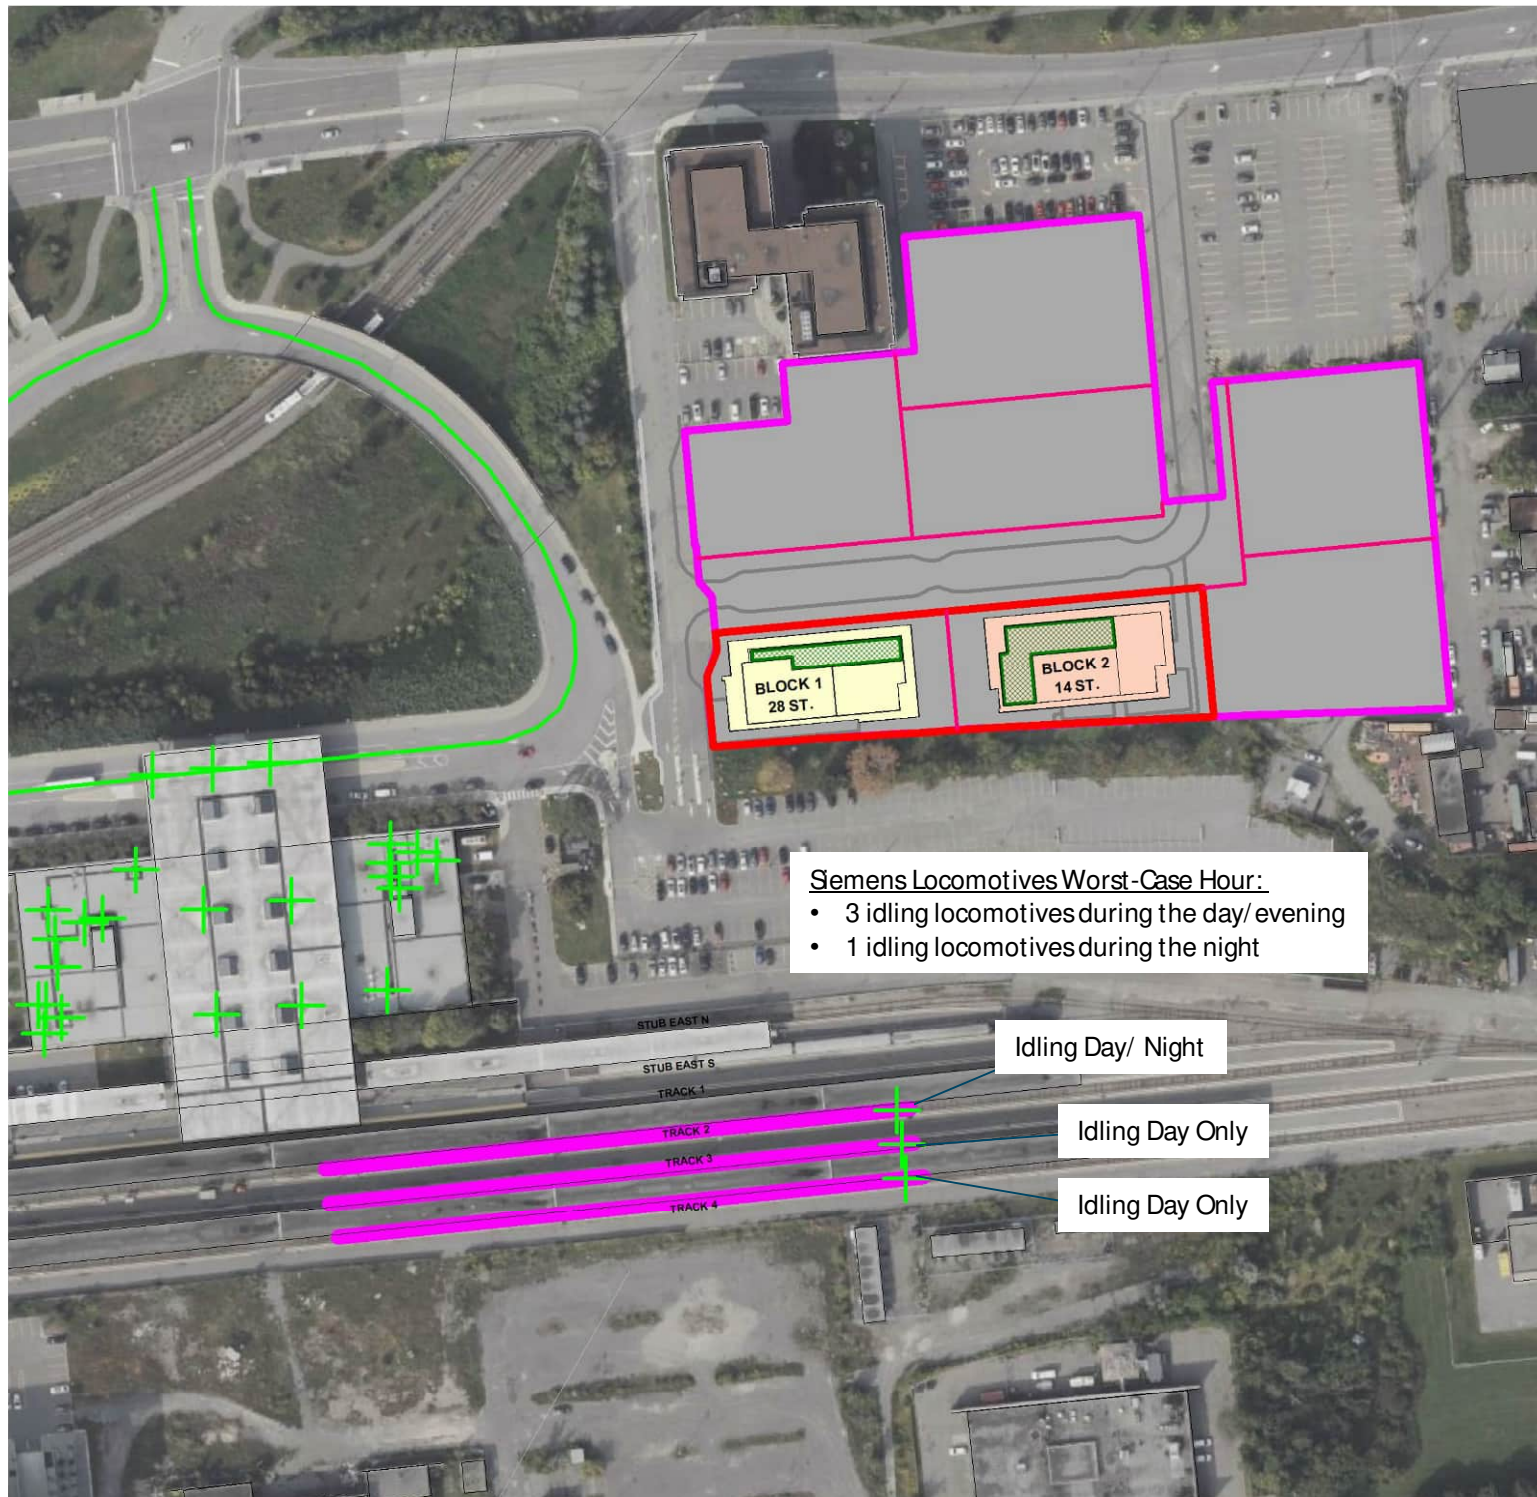 BLOCK 1
28 ST.
BLOCK 2
14 ST.
Siemens Locomotives Worst-Case Hour:
• 3 idling locomotives during the day/evening
• 1 idling locomotives during the night
STUB EAST N
STUB EAST S
TRACK 1
TRACK 2
TRACK 3
TRACK 4
Idling Day/ Night
Idling Day Only
Idling Day Only